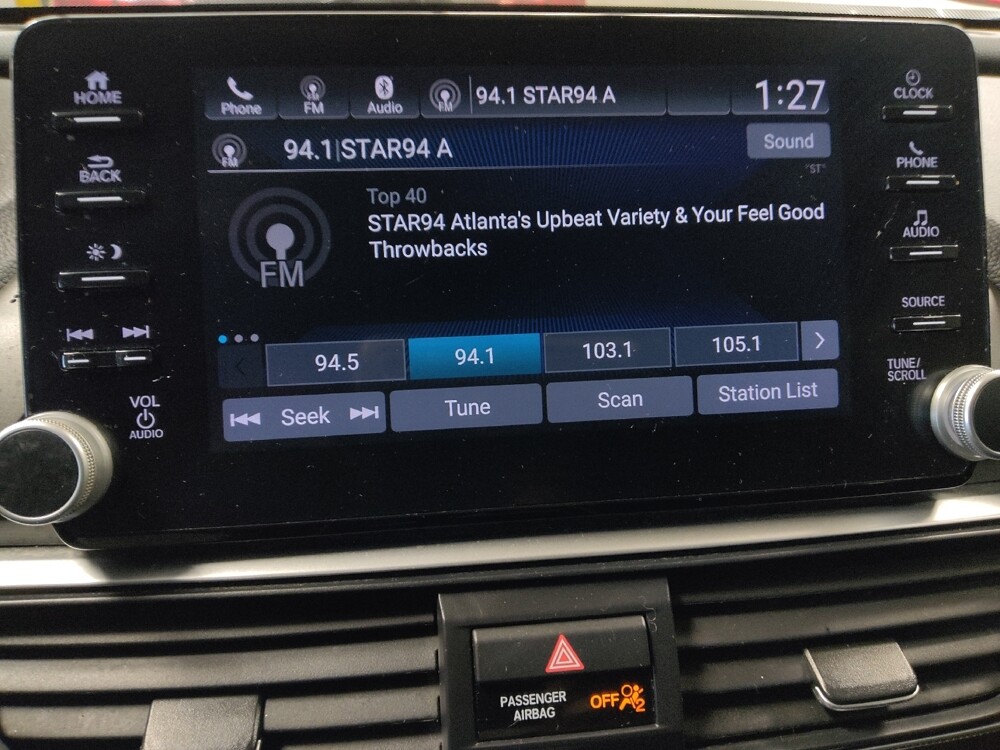 HOME
BACK
VOL
AUDIO
Phone
FM
Audio
FM
94.1 STAR94 A
1:27
FM
94.1|STAR94 A
Sound
"ST"
FM
Top 40
STAR94 Atlanta's Upbeat Variety & Your Feel Good
Throwbacks
94.5
94.1
103.1
105.1
Seek
Tune
Scan
Station List
CLOCK
PHONE
AUDIO
SOURCE
TUNE/
SCROLL
PASSENGER
AIRBAG
OFF
2